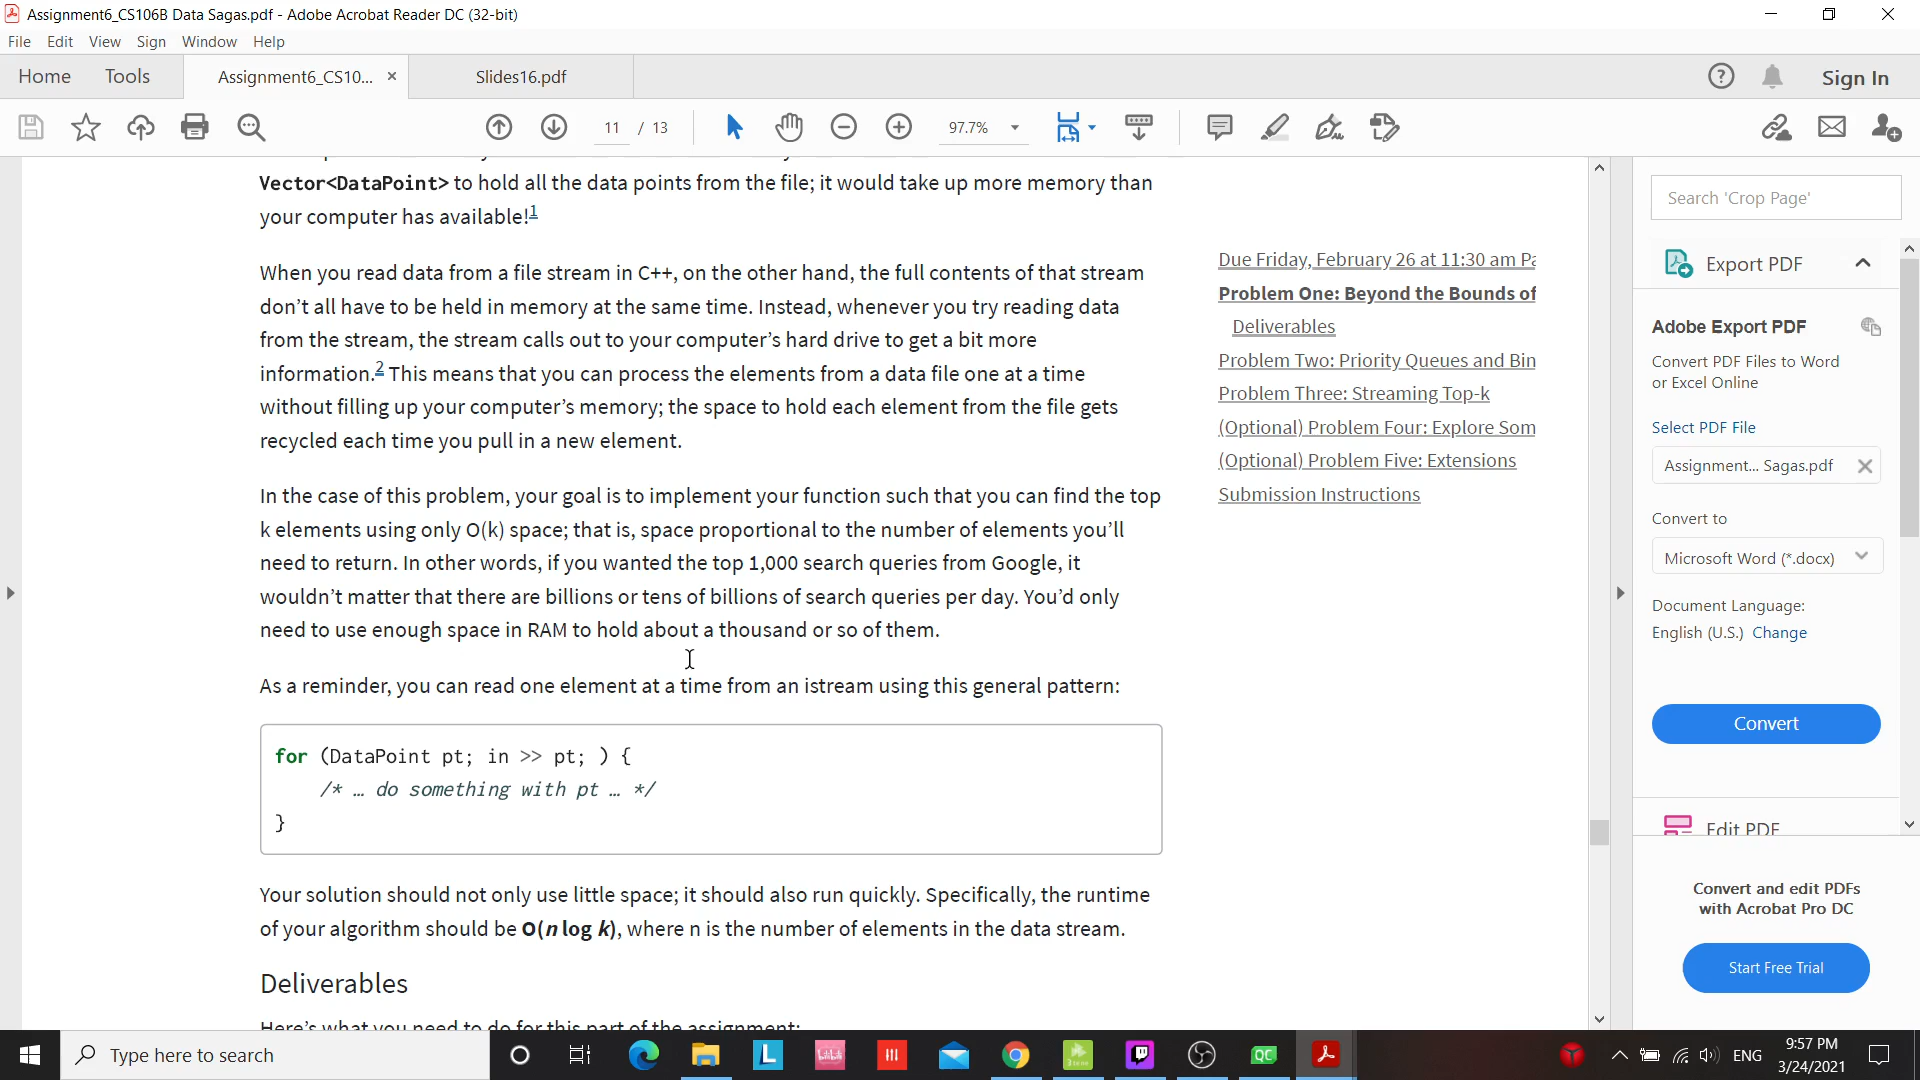 Assignment6_CS106B Data Sagas.pdf - Adobe Acrobat Reader DC (32-bit)
File Edit View Sign Window Help
Home Tools Assignment6_CS10... × Slides16.pdf Sign In
11 / 13 97.7%
Vector<DataPoint> to hold all the data points from the file; it would take up more memory than
your computer has available!1
When you read data from a file stream in C++, on the other hand, the full contents of that stream
don’t all have to be held in memory at the same time. Instead, whenever you try reading data
from the stream, the stream calls out to your computer’s hard drive to get a bit more
information.2 This means that you can process the elements from a data file one at a time
without filling up your computer’s memory; the space to hold each element from the file gets
recycled each time you pull in a new element.
In the case of this problem, your goal is to implement your function such that you can find the top
k elements using only O(k) space; that is, space proportional to the number of elements you’ll
need to return. In other words, if you wanted the top 1,000 search queries from Google, it
wouldn’t matter that there are billions or tens of billions of search queries per day. You’d only
need to use enough space in RAM to hold about a thousand or so of them.
As a reminder, you can read one element at a time from an istream using this general pattern:
for (DataPoint pt; in >> pt; ) {
/* … do something with pt … */
}
Your solution should not only use little space; it should also run quickly. Specifically, the runtime
of your algorithm should be O(n log k), where n is the number of elements in the data stream.
Deliverables
Here’s what you need to do for this part of the assignment:
Due Friday, February 26 at 11:30 am Pa
Problem One: Beyond the Bounds of
Deliverables
Problem Two: Priority Queues and Bin
Problem Three: Streaming Top-k
(Optional) Problem Four: Explore Som
(Optional) Problem Five: Extensions
Submission Instructions
Search 'Crop Page'
Export PDF
Adobe Export PDF
Convert PDF Files to Word
or Excel Online
Select PDF File
Assignment... Sagas.pdf
Convert to
Microsoft Word (*.docx)
Document Language:
English (U.S.) Change
Convert
Edit PDF
Convert and edit PDFs
with Acrobat Pro DC
Start Free Trial
Type here to search
L
QC
ENG
9:57 PM
3/24/2021